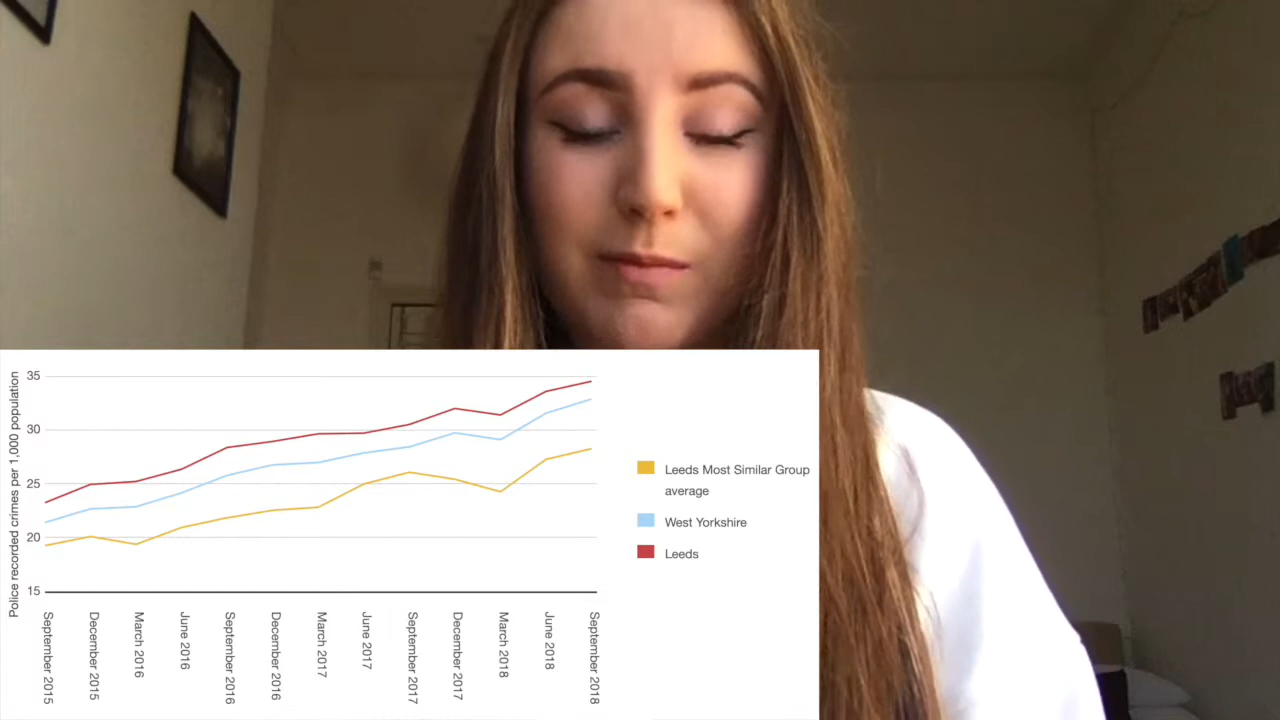 Police recorded crimes per 1,000 population
35
30
25
20
15
September 2015
December 2015
March 2016
June 2016
September 2016
December 2016
March 2017
June 2017
September 2017
December 2017
March 2018
June 2018
September 2018
Leeds Most Similar Group
average
West Yorkshire
Leeds